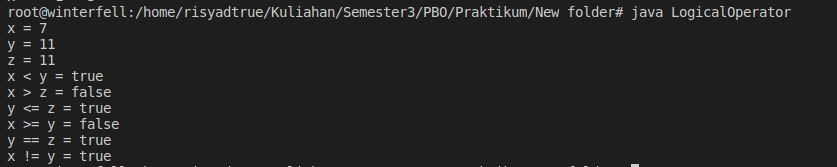 root@winterfell:/home/risyadtrue/Kuliahan/Semester3/PBO/Praktikum/New folder# java LogicalOperator
x = 7
y = 11
z = 11
x < y = true
x > z = false
y <= z = true
x >= y = false
y == z = true
x != y = true